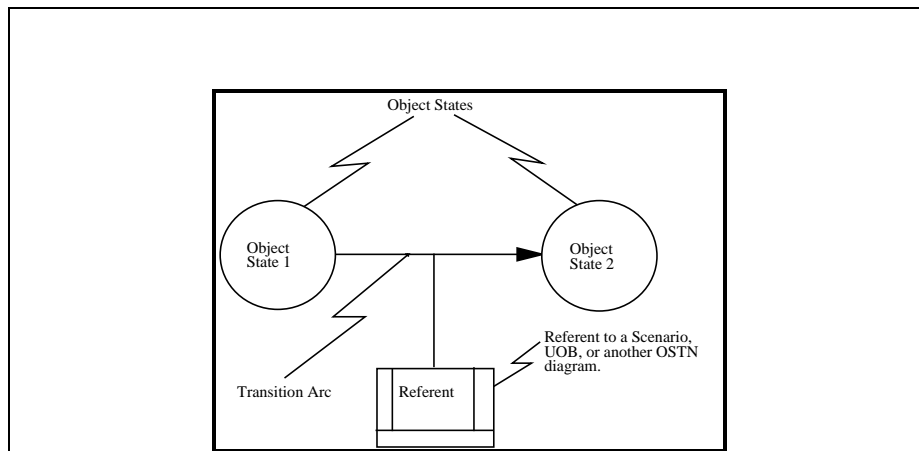 Object States
Object
State 1
Object
State 2
Referent to a Scenario,
UOB, or another OSTN
diagram.
Transition Arc
Referent